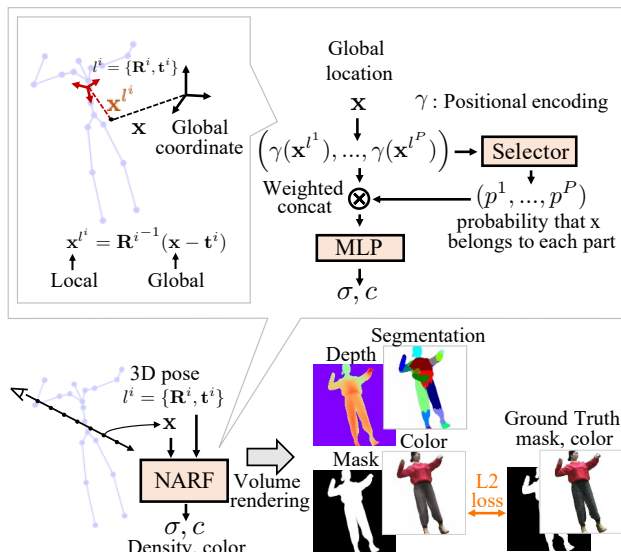 l^i = {R^i, t^i}
x^{l^i}
x
Global
coordinate
x^{l^i} = R^{i^{-1}}(x − t^i)
Local
Global
Global
location
x
γ : Positional encoding
(γ(x^{l^1}), ..., γ(x^{l^P}))
Selector
Weighted
concat
(p^1, ..., p^P)
probability that x
belongs to each part
MLP
σ, c
3D pose
l^i = {R^i, t^i}
x
NARF
σ, c
Density, color
Volume
rendering
Segmentation
Depth
Color
Mask
L2
loss
Ground Truth
mask, color